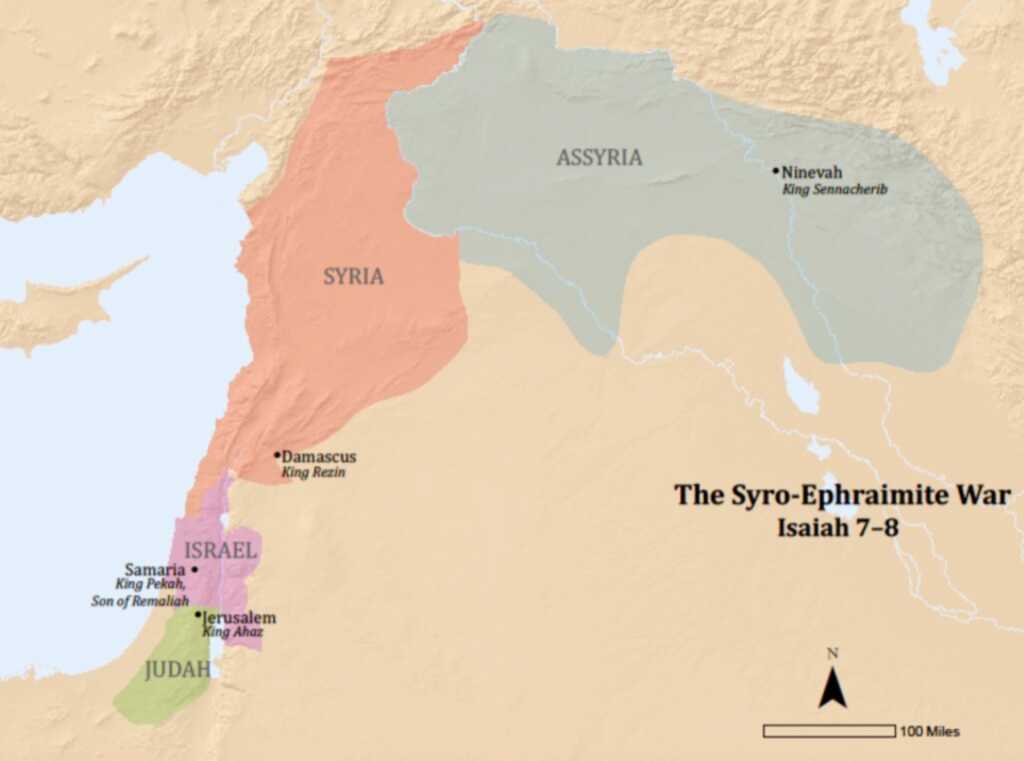 ASSYRIA
Ninevah
King Sennacherib
SYRIA
Damascus
King Rezin
The Syro-Ephraimite War
Isaiah 7–8
ISRAEL
Samaria
King Pekah,
Son of Remaliah
Jerusalem
King Ahaz
JUDAH
N
100 Miles